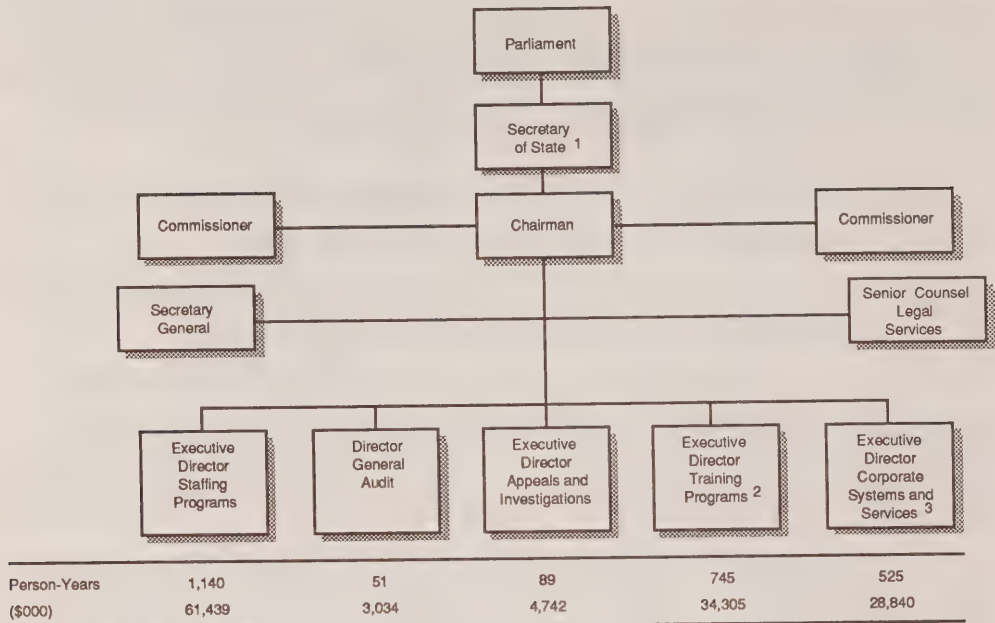 Parliament
Secretary
of State 1
Commissioner
Chairman
Commissioner
Secretary
General
Senior Counsel
Legal
Services
Executive
Director
Staffing
Programs
Director
General
Audit
Executive
Director
Appeals and
Investigations
Executive
Director
Training
Programs 2
Executive
Director
Corporate
Systems and
Services 3
Person-Years 1,140 51 89 745 525
($000) 61,439 3,034 4,742 34,305 28,840